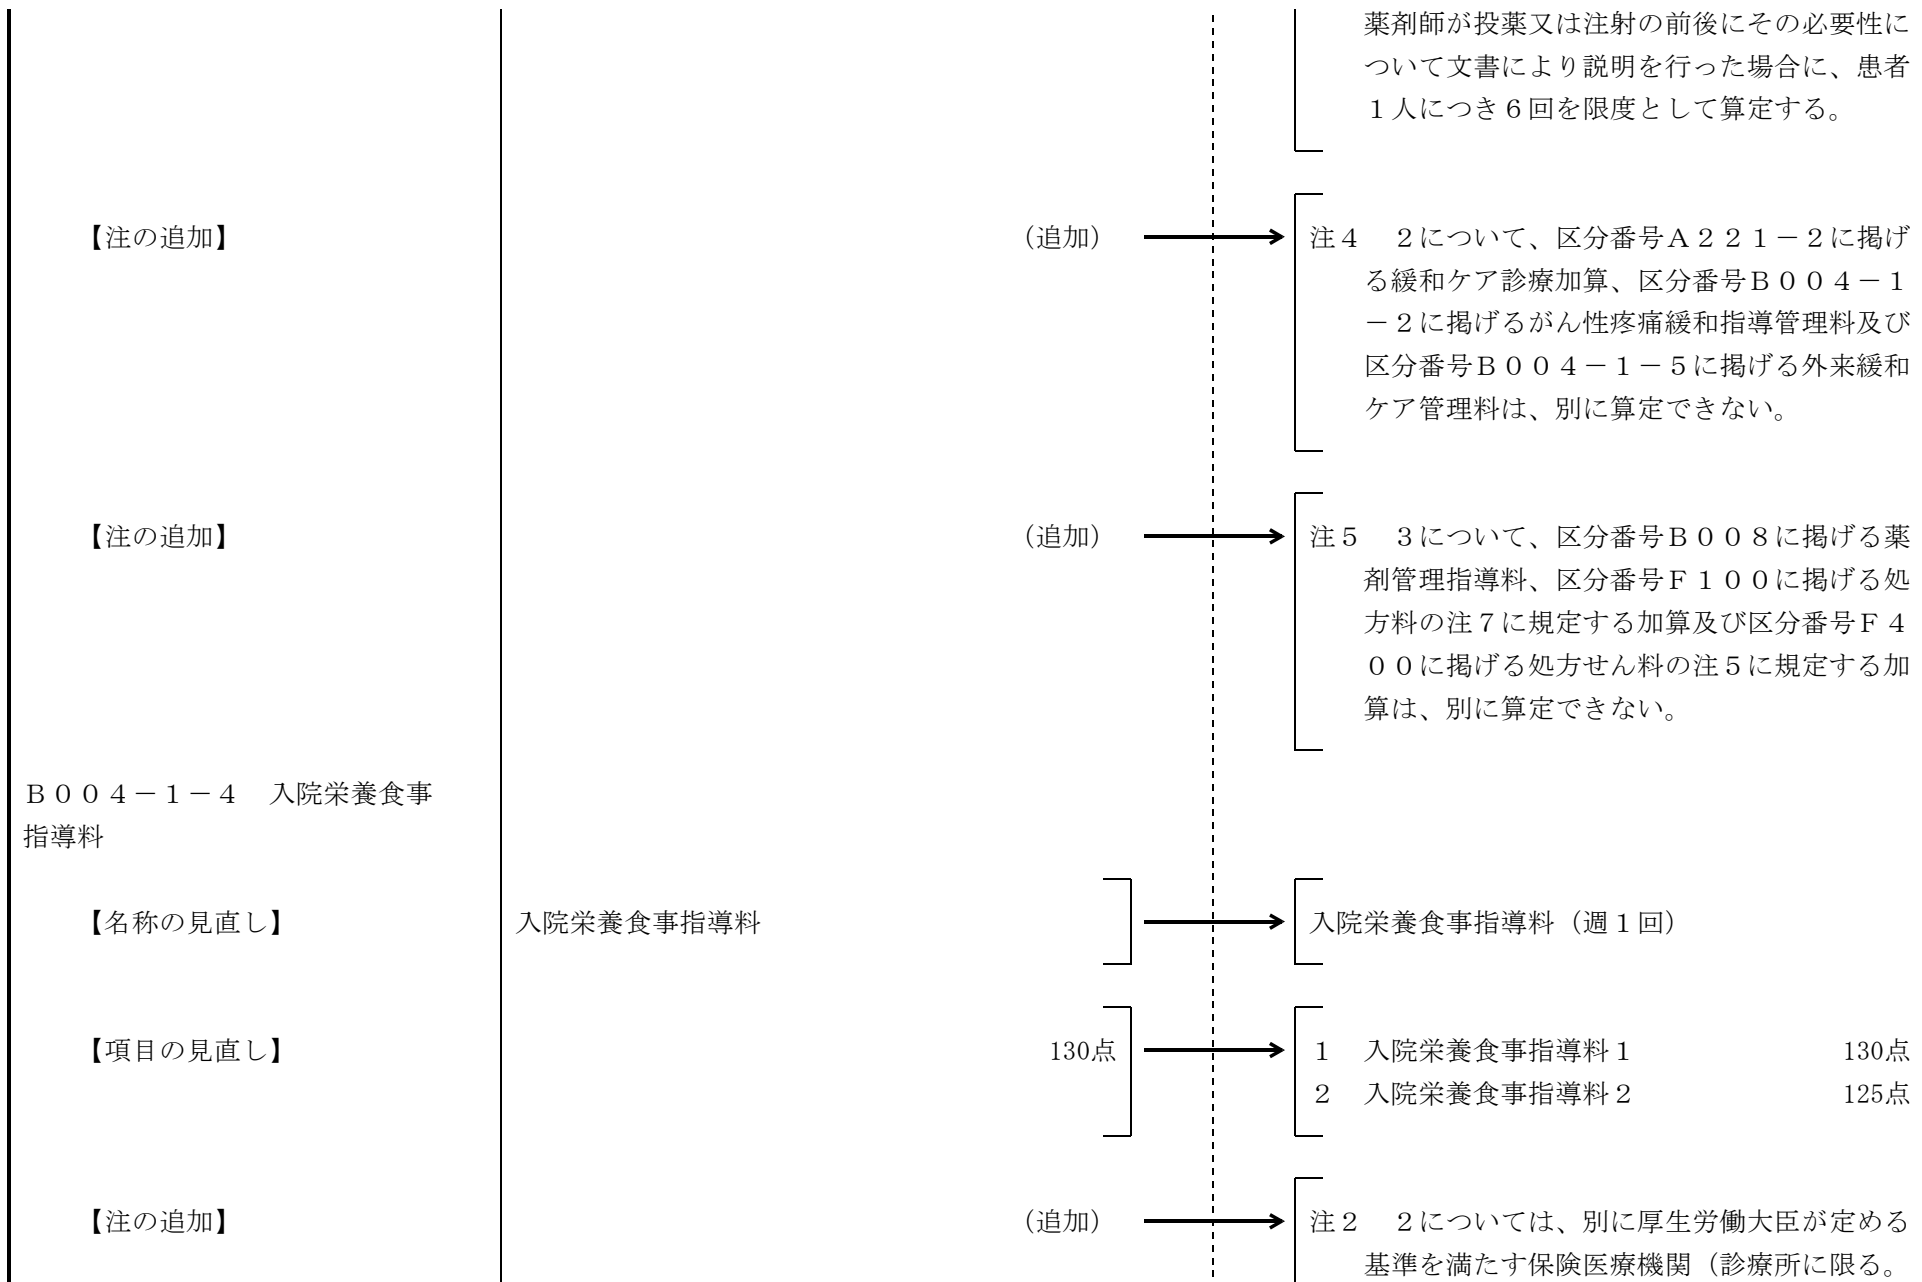 薬剤師が投薬又は注射の前後にその必要性に
ついて文書により説明を行った場合に、患者
１人につき６回を限度として算定する。
【注の追加】 （追加） 注４　２について、区分番号Ａ２２１－２に掲げ
る緩和ケア診療加算、区分番号Ｂ００４－１
－２に掲げるがん性疼痛緩和指導管理料及び
区分番号Ｂ００４－１－５に掲げる外来緩和
ケア管理料は、別に算定できない。
【注の追加】 （追加） 注５　３について、区分番号Ｂ００８に掲げる薬
剤管理指導料、区分番号Ｆ１００に掲げる処
方料の注７に規定する加算及び区分番号Ｆ４
００に掲げる処方せん料の注５に規定する加
算は、別に算定できない。
Ｂ００４－１－４　入院栄養食事
指導料
【名称の見直し】 入院栄養食事指導料 入院栄養食事指導料（週１回）
【項目の見直し】 130点 １　入院栄養食事指導料１ 130点
２　入院栄養食事指導料２ 125点
【注の追加】 （追加） 注２　２については、別に厚生労働大臣が定める
基準を満たす保険医療機関（診療所に限る。